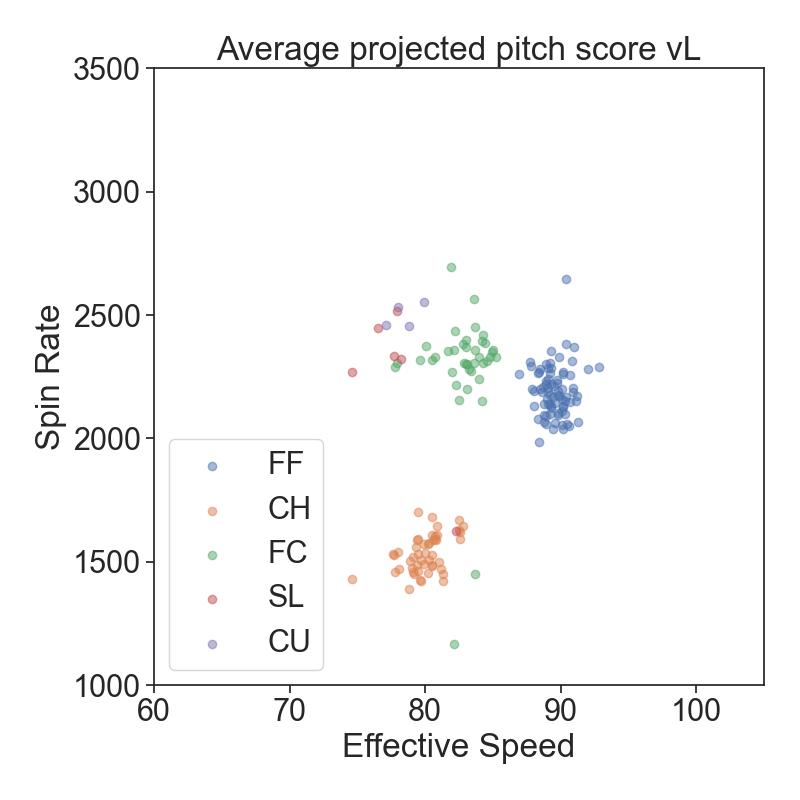 Average projected pitch score vL
3500
3000
2500
2000
1500
1000
Spin Rate
FF
CH
FC
SL
CU
60 70 80 90 100
Effective Speed